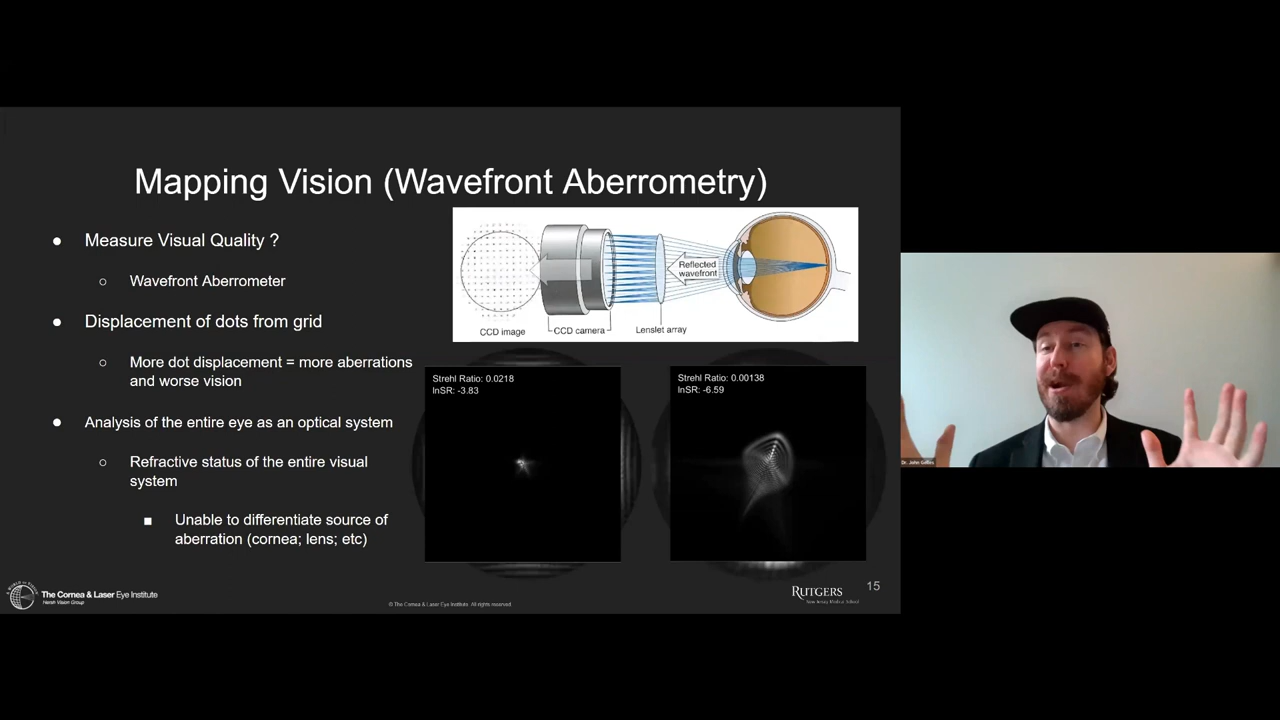 Mapping Vision (Wavefront Aberrometry)
● Measure Visual Quality ?
○ Wavefront Aberrometer
● Displacement of dots from grid
○ More dot displacement = more aberrations
and worse vision
● Analysis of the entire eye as an optical system
○ Refractive status of the entire visual
system
■ Unable to differentiate source of
aberration (cornea; lens; etc)
Reflected
wavefront
CCD image
CCD camera
Lenslet array
Strehl Ratio: 0.0218
lnSR: -3.83
Strehl Ratio: 0.00138
lnSR: -6.59
The Cornea & Laser Eye Institute
Hersh Vision Group
© The Cornea & Laser Eye Institute. All rights reserved.
RUTGERS
New Jersey Medical School
15
Dr. John Gelles